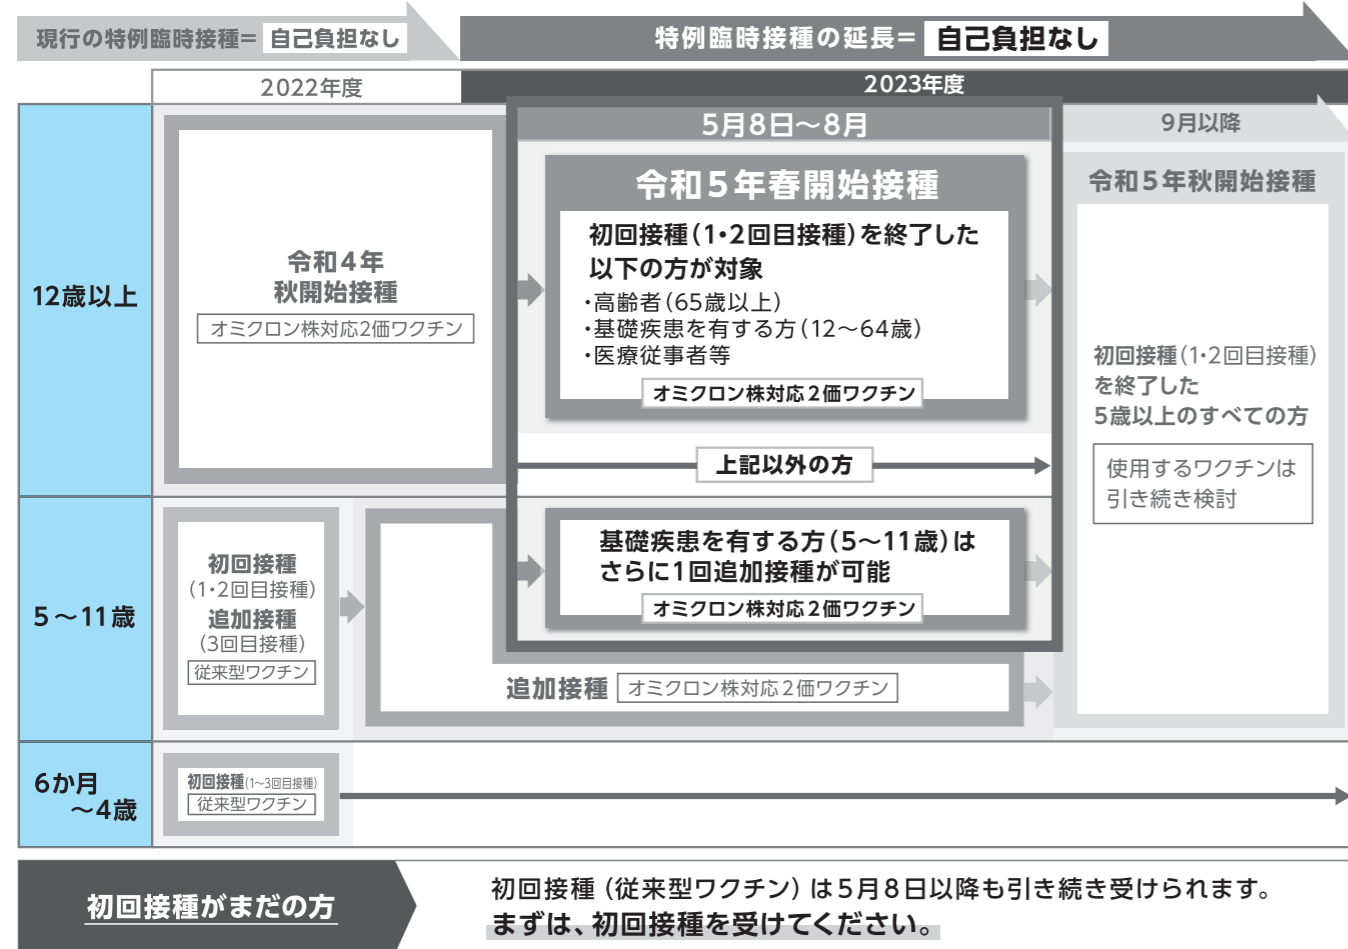 現行の特例臨時接種= 自己負担なし
特例臨時接種の延長= 自己負担なし
2022年度
2023年度
5月8日～8月
9月以降
12歳以上
令和4年
秋開始接種
オミクロン株対応2価ワクチン
令和5年春開始接種
初回接種(1・2回目接種)を終了した
以下の方が対象
・高齢者(65歳以上)
・基礎疾患を有する方(12～64歳)
・医療従事者等
オミクロン株対応2価ワクチン
上記以外の方
令和5年秋開始接種
初回接種(1・2回目接種)
を終了した
5歳以上のすべての方
使用するワクチンは
引き続き検討
5～11歳
初回接種
(1・2回目接種)
追加接種
(3回目接種)
従来型ワクチン
基礎疾患を有する方(5～11歳)は
さらに1回追加接種が可能
オミクロン株対応2価ワクチン
追加接種 オミクロン株対応2価ワクチン
6か月
～4歳
初回接種(1～3回目接種)
従来型ワクチン
初回接種がまだの方
初回接種(従来型ワクチン)は5月8日以降も引き続き受けられます。
まずは、初回接種を受けてください。